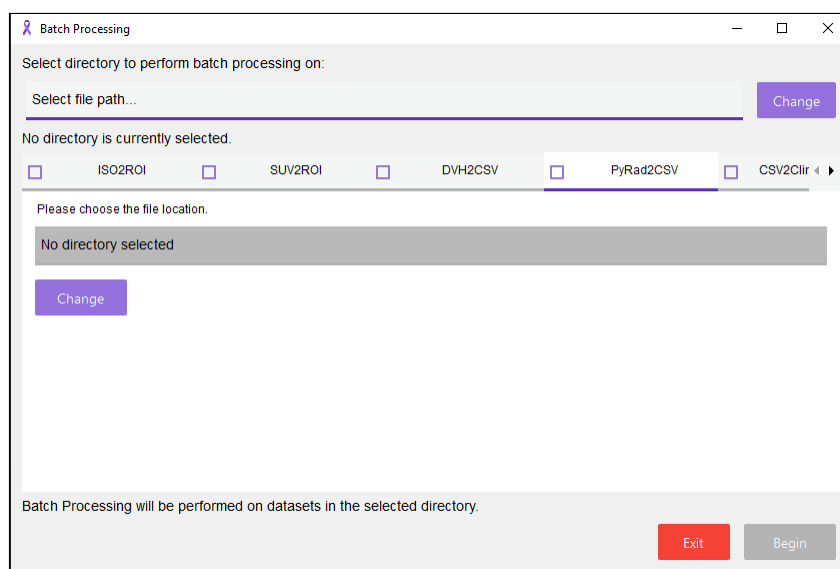 Batch Processing
Select directory to perform batch processing on:
Select file path...
Change
No directory is currently selected.
ISO2ROI SUV2ROI DVH2CSV PyRad2CSV CSV2Clir
Please choose the file location.
No directory selected
Change
Batch Processing will be performed on datasets in the selected directory.
Exit Begin